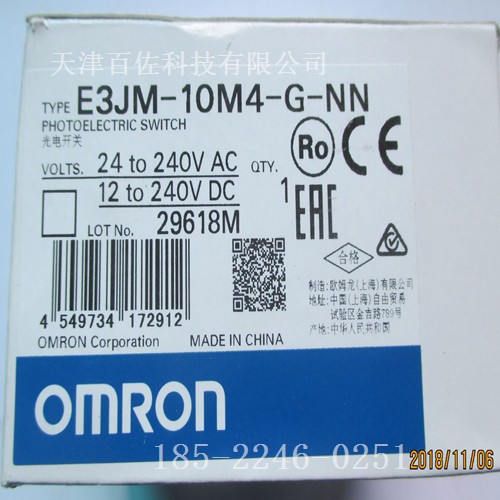 天津百佐科技有限公司
TYPE E3JM-10M4-G-NN
PHOTOELECTRIC SWITCH
光电开关
VOLTS. 24 to 240V AC QTY.
12 to 240V DC 1
LOT No. 29618M
Ro CE
EAC
合格
制造: 欧姆龙(上海)有限公司
地址: 中国(上海)自由贸易
试验区金吉路789号
产地: 中华人民共和国
4 549734 172912
OMRON Corporation MADE IN CHINA
OMRON
185-2246-0251
2018/11/06